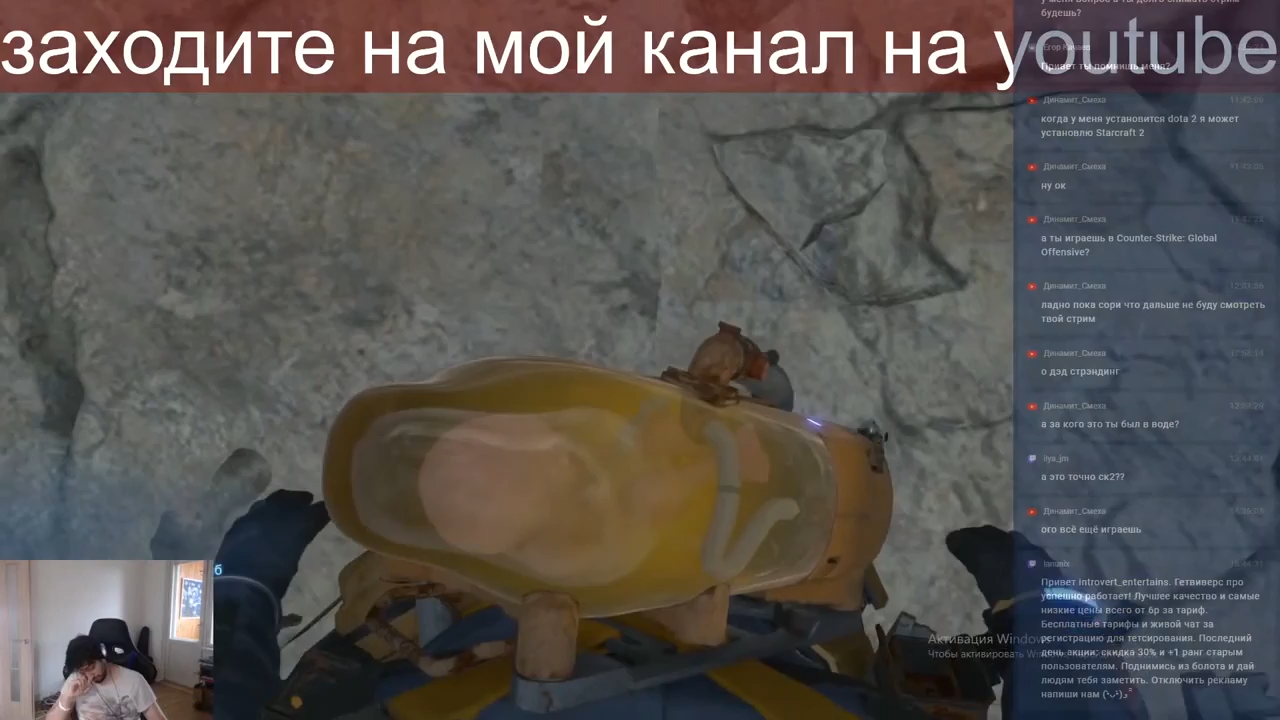 заходите на мой канал на youtube
будешь?
Егор Качаев
Привет ты помнишь меня?
Динамит_Смеха
когда у меня установится dota 2 я может
установлю Starcraft 2
Динамит_Смеха
ну ок
Динамит_Смеха
а ты играешь в Counter-Strike: Global
Offensive?
Динамит_Смеха
ладно пока сори что дальше не буду смотреть
твой стрим
Динамит_Смеха
о дэд стрэндинг
Динамит_Смеха
а за кого это ты был в воде?
ilya_jm
а это точно ск2??
Динамит_Смеха
ого всё ещё играешь
Привет introvert_entertains. Гетвиверс про
успешно работает! Лучшее качество и самые
низкие цены всего от 6р за тариф.
Бесплатные тарифы и живой чат за
регистрацию для тетсирования. Последний
день акции: скидка 30% и +1 ранг старым
пользователям. Поднимись из болота и дай
людям тебя заметить. Отключить рекламу
напиши нам
Активация Windows
Чтобы активировать